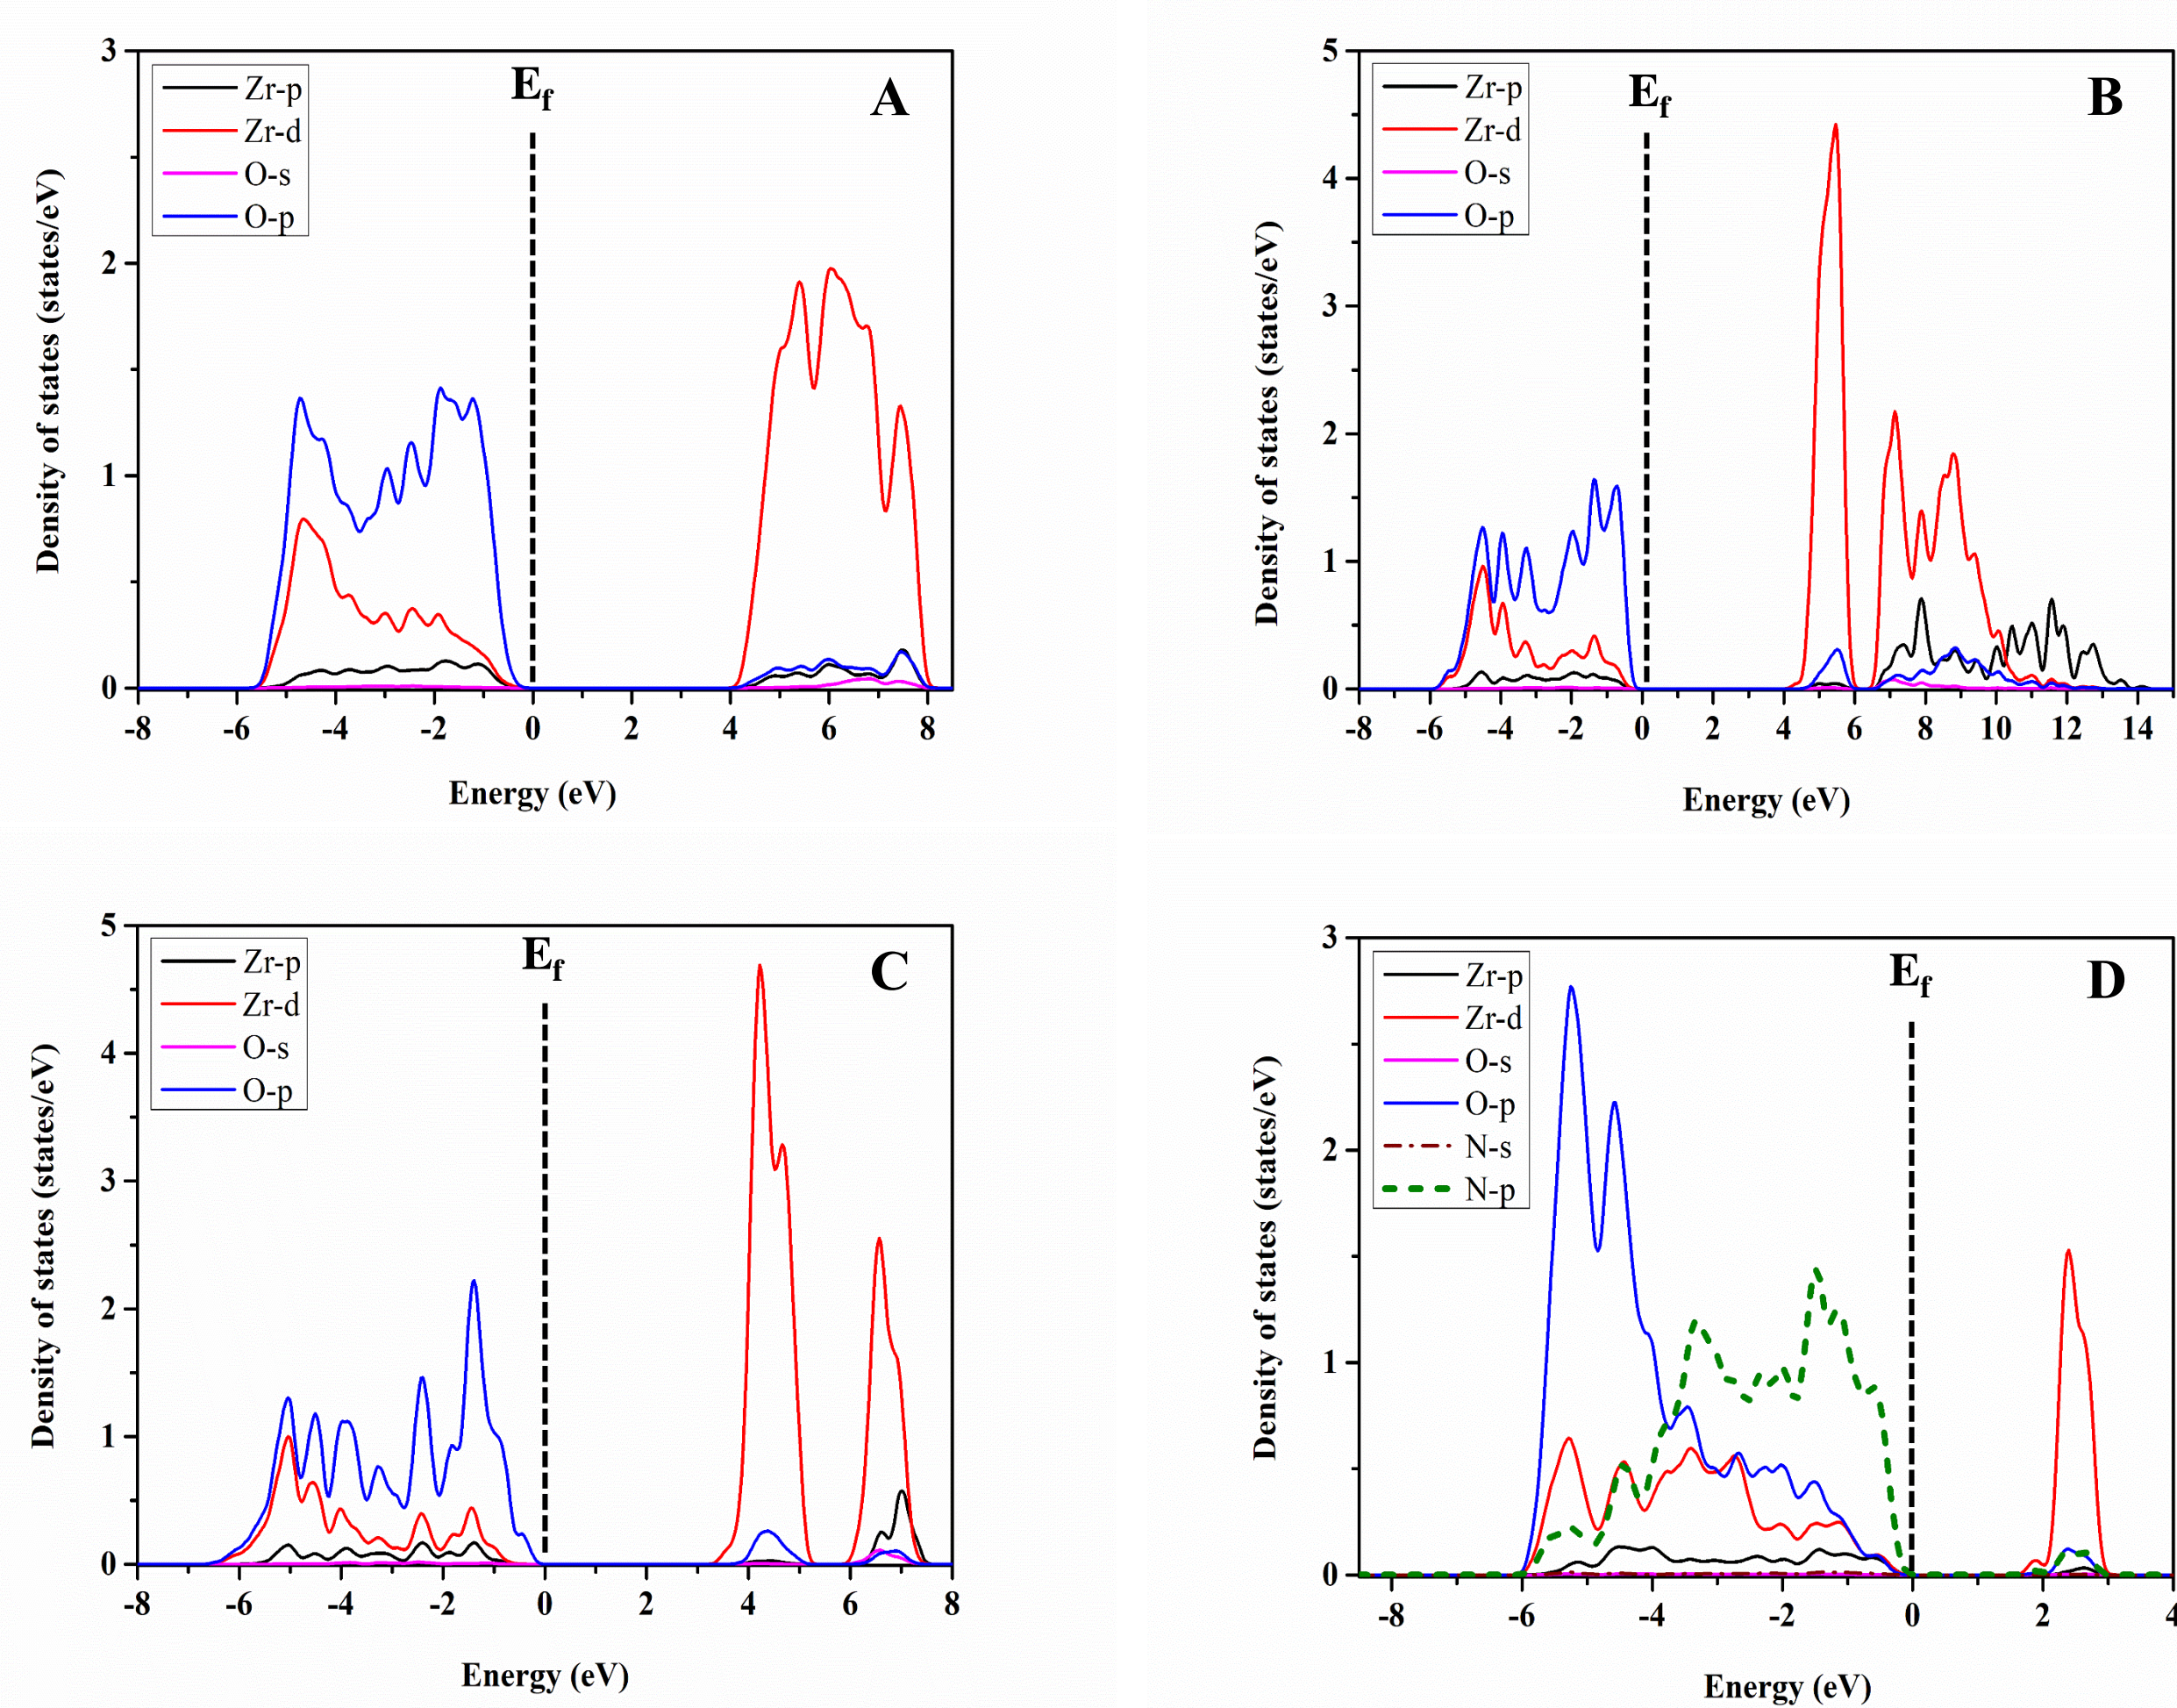 A
E_f
Zr-p
Zr-d
O-s
O-p
3
2
1
0
-8 -6 -4 -2 0 2 4 6 8
Density of states (states/eV)
Energy (eV)
B
E_f
Zr-p
Zr-d
O-s
O-p
5
4
3
2
1
0
-8 -6 -4 -2 0 2 4 6 8 10 12 14
Density of states (states/eV)
Energy (eV)
C
E_f
Zr-p
Zr-d
O-s
O-p
5
4
3
2
1
0
-8 -6 -4 -2 0 2 4 6 8
Density of states (states/eV)
Energy (eV)
D
E_f
Zr-p
Zr-d
O-s
O-p
N-s
N-p
3
2
1
0
-8 -6 -4 -2 0 2 4
Density of states (states/eV)
Energy (eV)